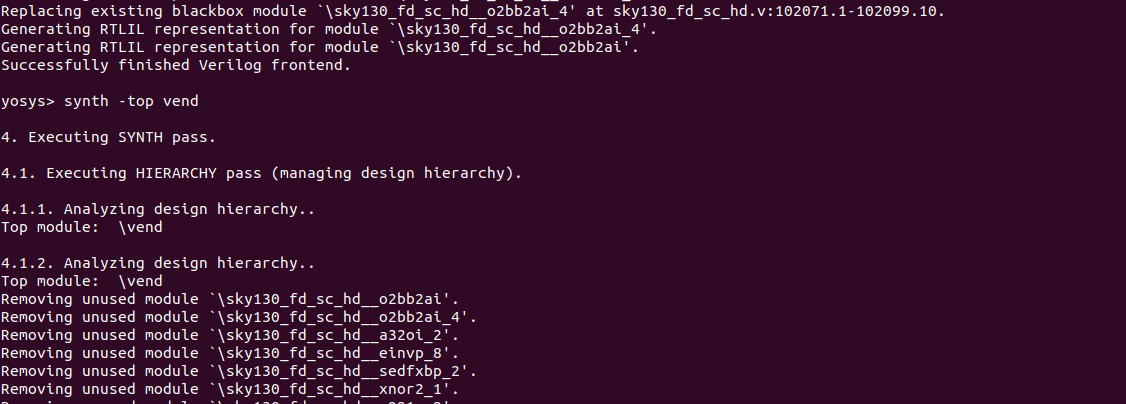 Replacing existing blackbox module `\sky130_fd_sc_hd__o2bb2ai_4' at sky130_fd_sc_hd.v:102071.1-102099.10.
Generating RTLIL representation for module `\sky130_fd_sc_hd__o2bb2ai_4'.
Generating RTLIL representation for module `\sky130_fd_sc_hd__o2bb2ai'.
Successfully finished Verilog frontend.
yosys> synth -top vend
4. Executing SYNTH pass.
4.1. Executing HIERARCHY pass (managing design hierarchy).
4.1.1. Analyzing design hierarchy..
Top module:  \vend
4.1.2. Analyzing design hierarchy..
Top module:  \vend
Removing unused module `\sky130_fd_sc_hd__o2bb2ai'.
Removing unused module `\sky130_fd_sc_hd__o2bb2ai_4'.
Removing unused module `\sky130_fd_sc_hd__a32oi_2'.
Removing unused module `\sky130_fd_sc_hd__einvp_8'.
Removing unused module `\sky130_fd_sc_hd__sedfxbp_2'.
Removing unused module `\sky130_fd_sc_hd__xnor2_1'.